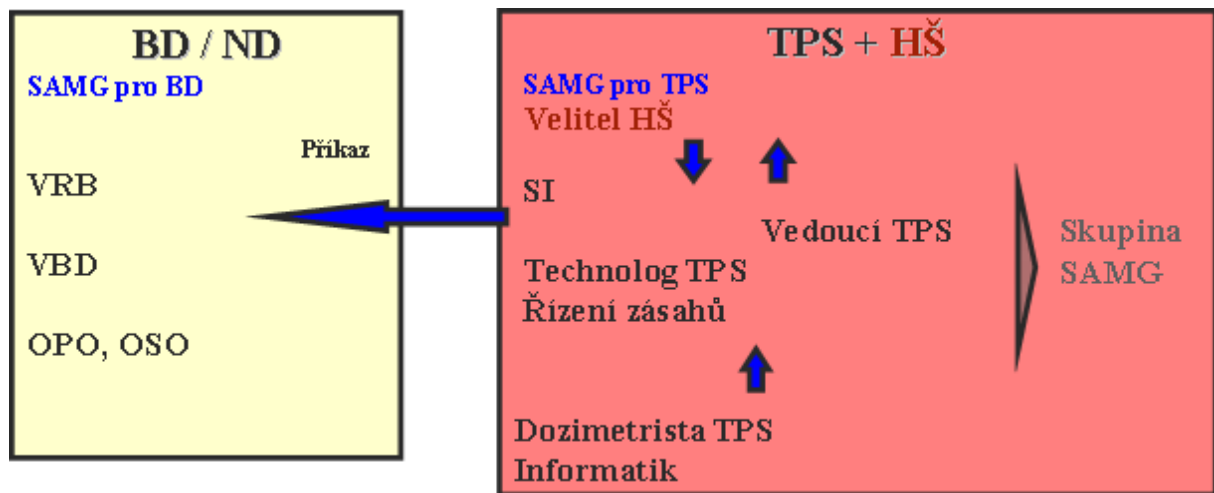 BD / ND
SAMG pro BD
Příkaz
VRB
VBD
OPO, OSO
TPS + HŠ
SAMG pro TPS
Velitel HŠ
SI
Vedoucí TPS
Technolog TPS
Řízení zásahů
Skupina
SAMG
Dozimetrista TPS
Informatik